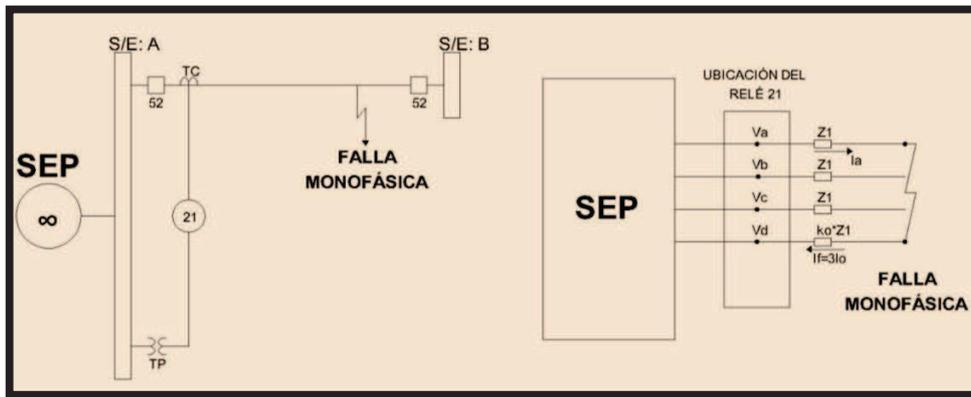 S/E: A
S/E: B
TC
52
52
FALLA
MONOFÁSICA
SEP
∞
21
TP
UBICACIÓN DEL
RELÉ 21
SEP
Va
Z1
Ia
Vb
Z1
Vc
Z1
Vd
ko*Z1
If=3Io
FALLA
MONOFÁSICA